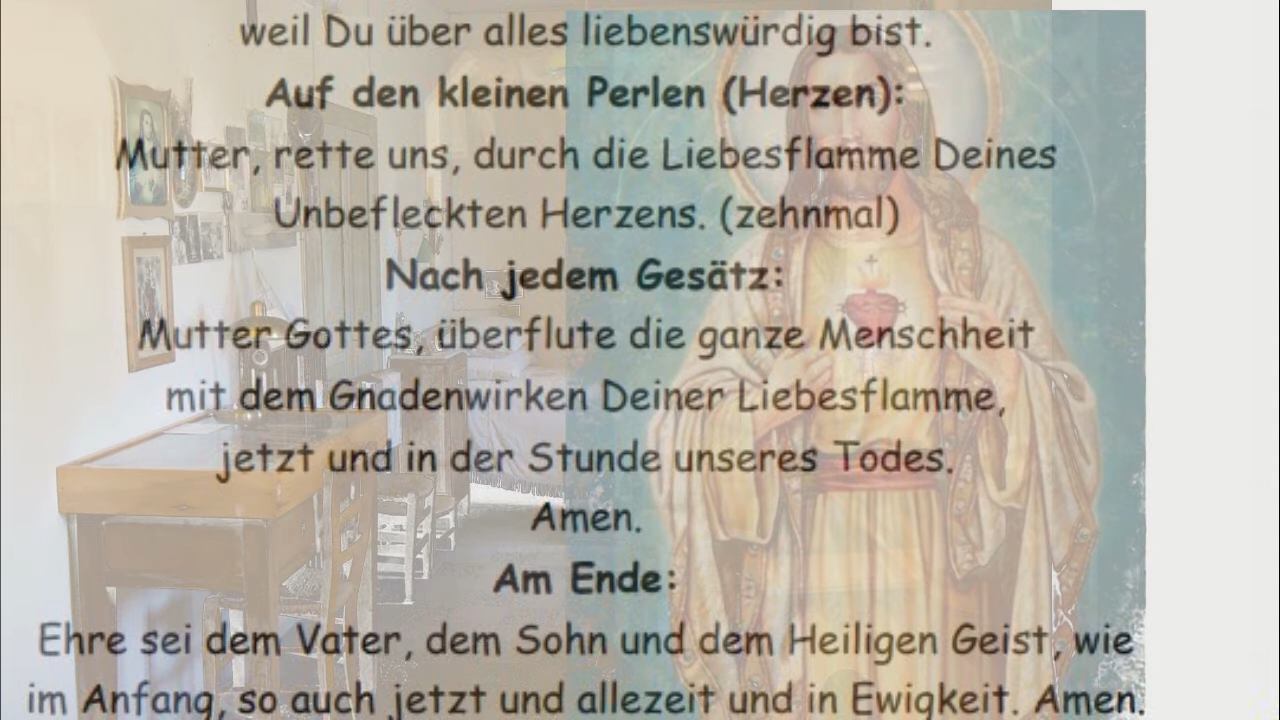 weil Du über alles liebenswürdig bist.
Auf den kleinen Perlen (Herzen):
Mutter, rette uns, durch die Liebesflamme Deines
Unbefleckten Herzens. (zehnmal)
Nach jedem Gesätz:
Mutter Gottes, überflute die ganze Menschheit
mit dem Gnadenwirken Deiner Liebesflamme,
jetzt und in der Stunde unseres Todes.
Amen.
Am Ende:
Ehre sei dem Vater, dem Sohn und dem Heiligen Geist, wie
im Anfang, so auch jetzt und allezeit und in Ewigkeit. Amen.